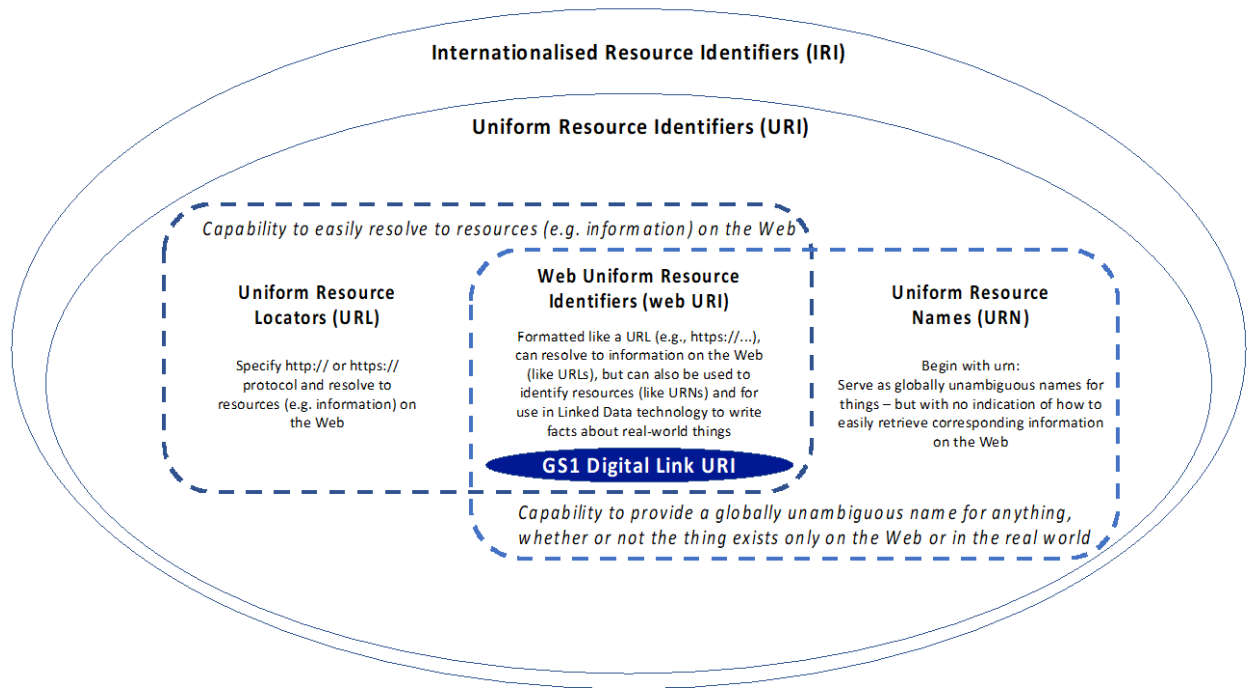 Internationalised Resource Identifiers (IRI)
Uniform Resource Identifiers (URI)
Capability to easily resolve to resources (e.g. information) on the Web
Uniform Resource
Locators (URL)
Specify http:// or https://
protocol and resolve to
resources (e.g. information) on
the Web
Web Uniform Resource
Identifiers (web URI)
Formatted like a URL (e.g., https://...),
can resolve to information on the Web
(like URLs), but can also be used to
identify resources (like URNs) and for
use in Linked Data technology to write
facts about real-world things
GS1 Digital Link URI
Uniform Resource
Names (URN)
Begin with urn:
Serve as globally unambiguous names for
things – but with no indication of how to
easily retrieve corresponding information
on the Web
Capability to provide a globally unambiguous name for anything,
whether or not the thing exists only on the Web or in the real world